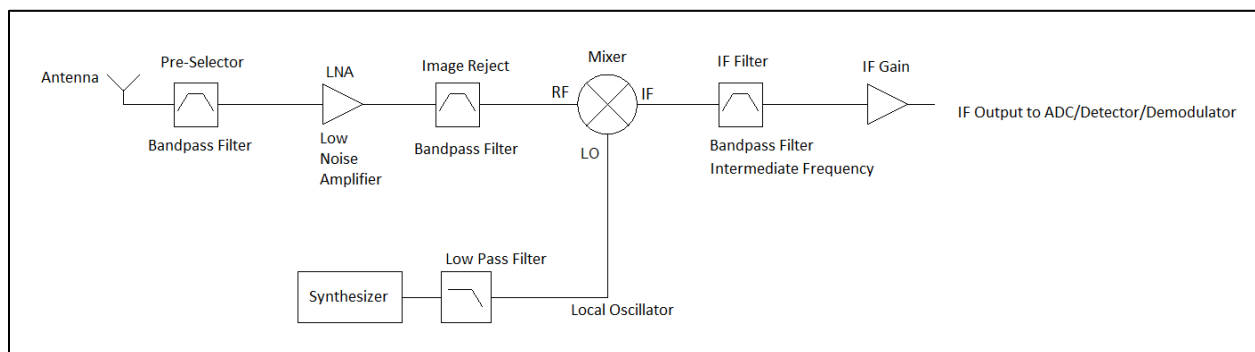 Antenna
Pre-Selector
Bandpass Filter
LNA
Low
Noise
Amplifier
Image Reject
Bandpass Filter
Mixer
RF
IF
LO
IF Filter
Bandpass Filter
Intermediate Frequency
IF Gain
IF Output to ADC/Detector/Demodulator
Synthesizer
Low Pass Filter
Local Oscillator